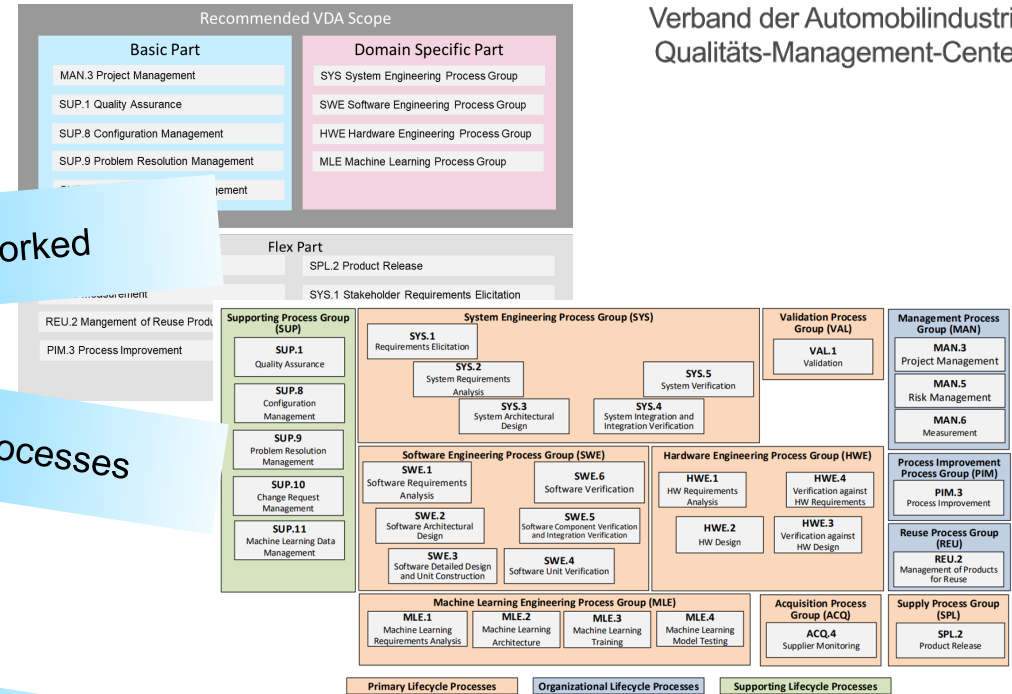 Recommended VDA Scope
Basic Part
MAN.3 Project Management
SUP.1 Quality Assurance
SUP.8 Configuration Management
SUP.9 Problem Resolution Management
Domain Specific Part
SYS System Engineering Process Group
SWE Software Engineering Process Group
HWE Hardware Engineering Process Group
MLE Machine Learning Process Group
Verband der Automobilindustri
Qualitäts-Management-Cente
orked
Flex Part
SPL.2 Product Release
SYS.1 Stakeholder Requirements Elicitation
REU.2 Mangement of Reuse Produ
PIM.3 Process Improvement
ocesses
Supporting Process Group
(SUP)
SUP.1
Quality Assurance
SUP.8
Configuration
Management
SUP.9
Problem Resolution
Management
SUP.10
Change Request
Management
SUP.11
Machine Learning Data
Management
System Engineering Process Group (SYS)
SYS.1
Requirements Elicitation
SYS.2
System Requirements
Analysis
SYS.3
System Architectural
Design
SYS.4
System Integration and
Integration Verification
SYS.5
System Verification
Validation Process
Group (VAL)
VAL.1
Validation
Management Process
Group (MAN)
MAN.3
Project Management
MAN.5
Risk Management
MAN.6
Measurement
Software Engineering Process Group (SWE)
SWE.1
Software Requirements
Analysis
SWE.2
Software Architectural
Design
SWE.3
Software Detailed Design
and Unit Construction
SWE.4
Software Unit Verification
SWE.5
Software Component Verification
and Integration Verification
SWE.6
Software Verification
Hardware Engineering Process Group (HWE)
HWE.1
HW Requirements
Analysis
HWE.2
HW Design
HWE.3
Verification against
HW Design
HWE.4
Verification against
HW Requirements
Process Improvement
Process Group (PIM)
PIM.3
Process Improvement
Reuse Process Group
(REU)
REU.2
Management of Products
for Reuse
Machine Learning Engineering Process Group (MLE)
MLE.1
Machine Learning
Requirements Analysis
MLE.2
Machine Learning
Architecture
MLE.3
Machine Learning
Training
MLE.4
Machine Learning
Model Testing
Acquisition Process
Group (ACQ)
ACQ.4
Supplier Monitoring
Supply Process Group
(SPL)
SPL.2
Product Release
Primary Lifecycle Processes
Organizational Lifecycle Processes
Supporting Lifecycle Processes